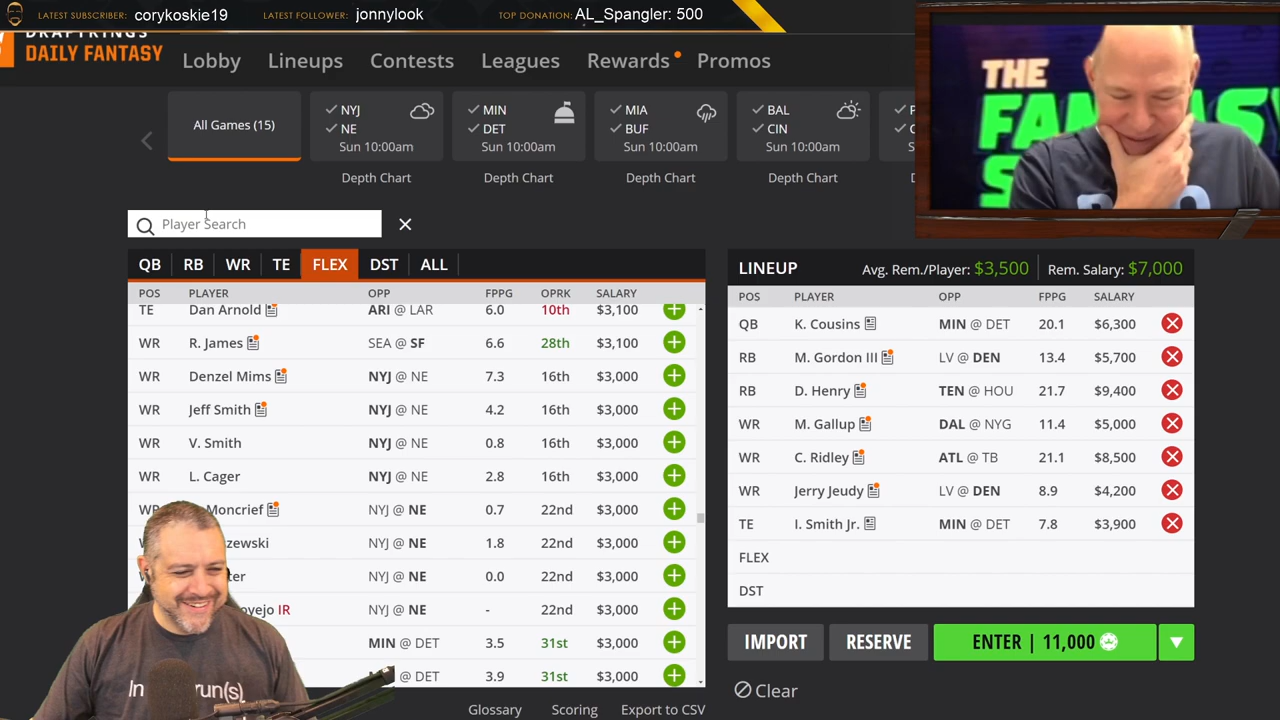 LATEST SUBSCRIBER: corykoskie19 LATEST FOLLOWER: jonnylook TOP DONATION: AL_Spangler: 500
DRAFTKINGS
DAILY FANTASY
Lobby Lineups Contests Leagues Rewards Promos
THE
All Games (15)
NYJ
NE
Sun 10:00am
Depth Chart
MIN
DET
Sun 10:00am
Depth Chart
MIA
BUF
Sun 10:00am
Depth Chart
BAL
CIN
Sun 10:00am
Depth Chart
Player Search
QB RB WR TE FLEX DST ALL
POS PLAYER OPP FPPG OPRK SALARY
TE Dan Arnold ARI @ LAR 6.0 10th $3,100
WR R. James SEA @ SF 6.6 28th $3,100
WR Denzel Mims NYJ @ NE 7.3 16th $3,000
WR Jeff Smith NYJ @ NE 4.2 16th $3,000
WR V. Smith NYJ @ NE 0.8 16th $3,000
WR L. Cager NYJ @ NE 2.8 16th $3,000
Moncrief NYJ @ NE 0.7 22nd $3,000
NYJ @ NE 1.8 22nd $3,000
NYJ @ NE 0.0 22nd $3,000
IR NYJ @ NE - 22nd $3,000
MIN @ DET 3.5 31st $3,000
@ DET 3.9 31st $3,000
Glossary Scoring Export to CSV
LINEUP Avg. Rem./Player: $3,500 Rem. Salary: $7,000
POS PLAYER OPP FPPG SALARY
QB K. Cousins MIN @ DET 20.1 $6,300
RB M. Gordon III LV @ DEN 13.4 $5,700
RB D. Henry TEN @ HOU 21.7 $9,400
WR M. Gallup DAL @ NYG 11.4 $5,000
WR C. Ridley ATL @ TB 21.1 $8,500
WR Jerry Jeudy LV @ DEN 8.9 $4,200
TE I. Smith Jr. MIN @ DET 7.8 $3,900
FLEX
DST
IMPORT RESERVE ENTER | 11,000
Clear